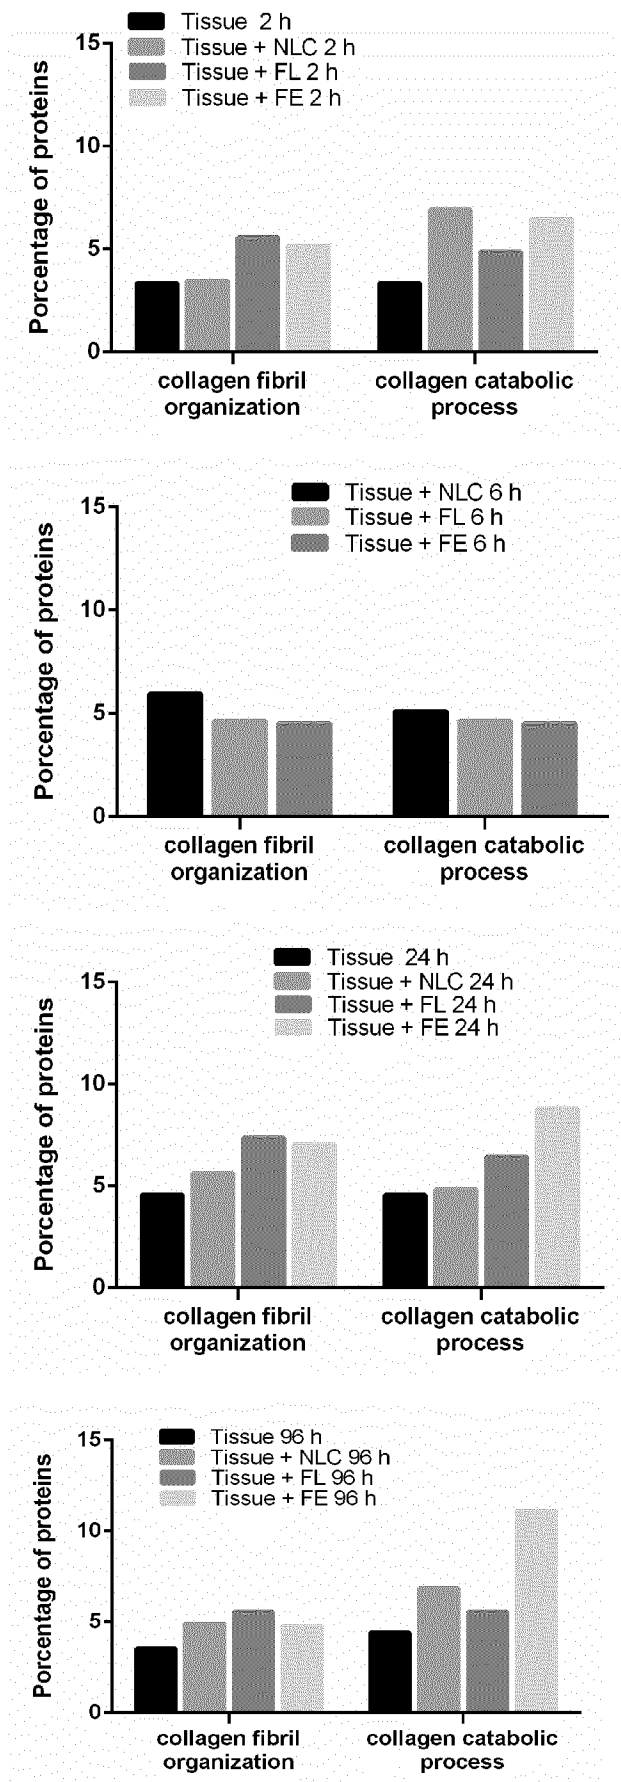 Tissue 2 h
Tissue + NLC 2 h
Tissue + FL 2 h
Tissue + FE 2 h
15
10
5
0
Porcentage of proteins
collagen fibril
organization
collagen catabolic
process
Tissue + NLC 6 h
Tissue + FL 6 h
Tissue + FE 6 h
15
10
5
0
Porcentage of proteins
collagen fibril
organization
collagen catabolic
process
Tissue 24 h
Tissue + NLC 24 h
Tissue + FL 24 h
Tissue + FE 24 h
15
10
5
0
Porcentage of proteins
collagen fibril
organization
collagen catabolic
process
Tissue 96 h
Tissue + NLC 96 h
Tissue + FL 96 h
Tissue + FE 96 h
15
10
5
0
Porcentage of proteins
collagen fibril
organization
collagen catabolic
process